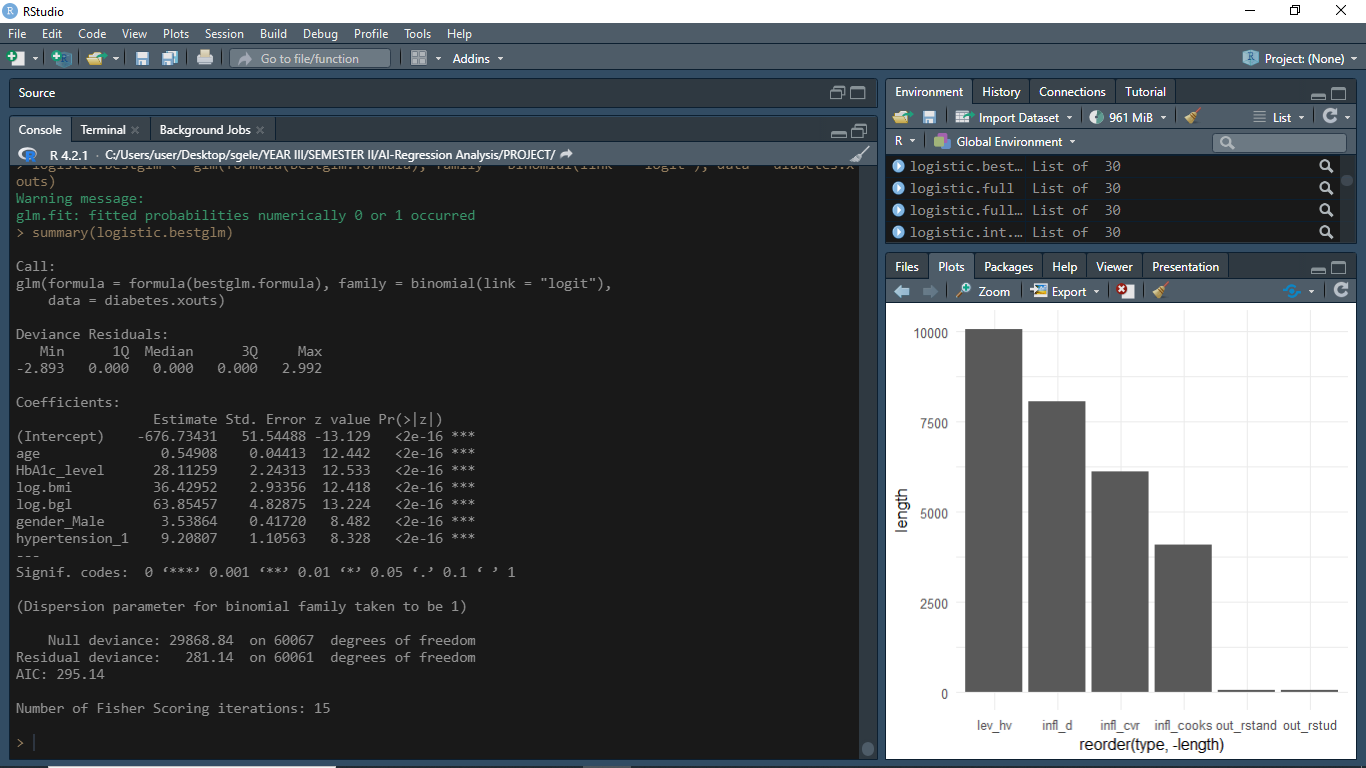 RStudio
File Edit Code View Plots Session Build Debug Profile Tools Help
Go to file/function
Addins
Project: (None)
Source
Console Terminal Background Jobs
R 4.2.1 · C:/Users/user/Desktop/sgele/YEAR III/SEMESTER II/AI-Regression Analysis/PROJECT/
> logistic.bestglm <- glm(formula(bestglm.formula), family = binomial(link = "logit"), data = diabetes.x
outs)
Warning message:
glm.fit: fitted probabilities numerically 0 or 1 occurred
> summary(logistic.bestglm)
Call:
glm(formula = formula(bestglm.formula), family = binomial(link = "logit"),
    data = diabetes.xouts)
Deviance Residuals:
   Min      1Q  Median      3Q     Max
-2.893   0.000   0.000   0.000   2.992
Coefficients:
                 Estimate Std. Error z value Pr(>|z|)
(Intercept)    -676.73431   51.54488 -13.129   <2e-16 ***
age               0.54908    0.04413  12.442   <2e-16 ***
HbA1c_level      28.11259    2.24313  12.533   <2e-16 ***
log.bmi          36.42952    2.93356  12.418   <2e-16 ***
log.bgl          63.85457    4.82875  13.224   <2e-16 ***
gender_Male       3.53864    0.41720   8.482   <2e-16 ***
hypertension_1    9.20807    1.10563   8.328   <2e-16 ***
---
Signif. codes:  0 ‘***’ 0.001 ‘**’ 0.01 ‘*’ 0.05 ‘.’ 0.1 ‘ ’ 1
(Dispersion parameter for binomial family taken to be 1)
    Null deviance: 29868.84  on 60067  degrees of freedom
Residual deviance:   281.14  on 60061  degrees of freedom
AIC: 295.14
Number of Fisher Scoring iterations: 15
>
Environment History Connections Tutorial
Import Dataset 961 MiB List
R Global Environment
logistic.best… List of 30
logistic.full List of 30
logistic.full… List of 30
logistic.int.… List of 30
Files Plots Packages Help Viewer Presentation
Zoom Export
10000
7500
5000
2500
0
length
lev_hv infl_d infl_cvr infl_cooks out_rstand out_rstud
reorder(type, -length)